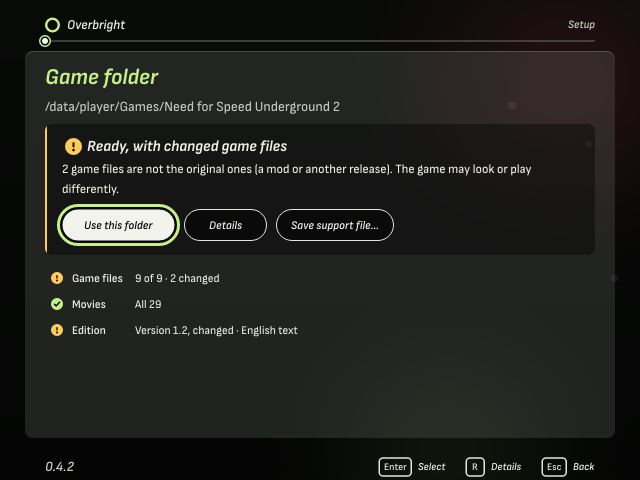 Overbright
Setup
Game folder
/data/player/Games/Need for Speed Underground 2
Ready, with changed game files
2 game files are not the original ones (a mod or another release). The game may look or play
differently.
Use this folder
Details
Save support file...
Game files 9 of 9 · 2 changed
Movies All 29
Edition Version 1.2, changed · English text
0.4.2
Enter Select R Details Esc Back